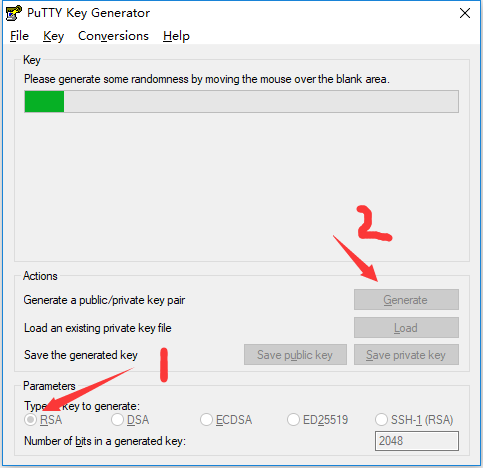 PuTTY Key Generator
File Key Conversions Help
Key
Please generate some randomness by moving the mouse over the blank area.
2
Actions
Generate a public/private key pair
Generate
Load an existing private key file
Load
Save the generated key
Save public key
Save private key
1
Parameters
Type of key to generate:
RSA DSA ECDSA ED25519 SSH-1 (RSA)
Number of bits in a generated key:
2048